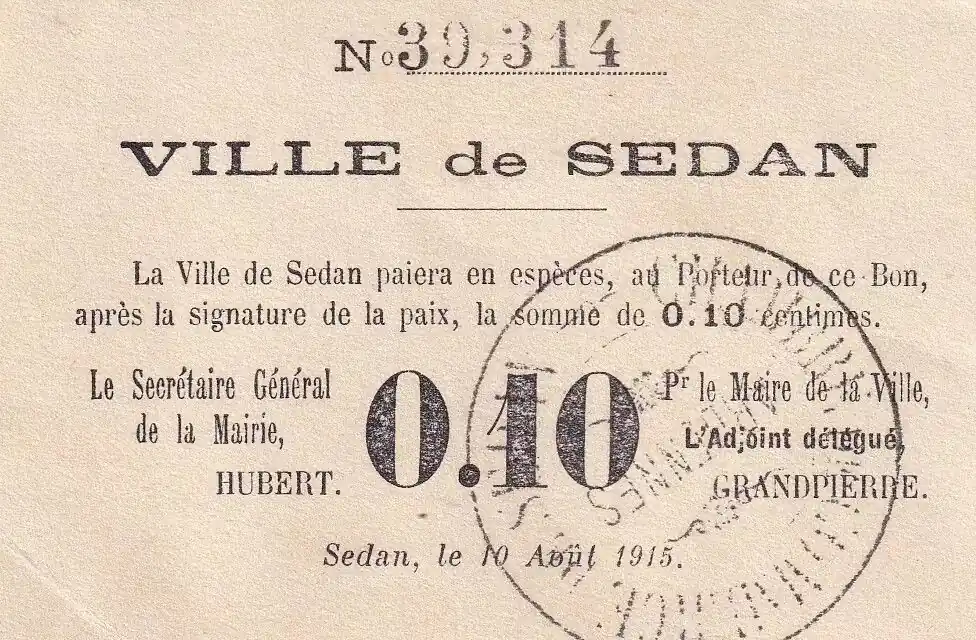 No 39,314
VILLE de SEDAN
La Ville de Sedan paiera en espèces, au Porteur de ce Bon,
après la signature de la paix, la somme de 0.10 centimes.
Le Secrétaire Général
de la Mairie,
HUBERT.
0.10
Pr le Maire de la Ville,
L'Adjoint délégué,
GRANDPIERRE.
Sedan, le 10 Août 1915.
CHAMBRE